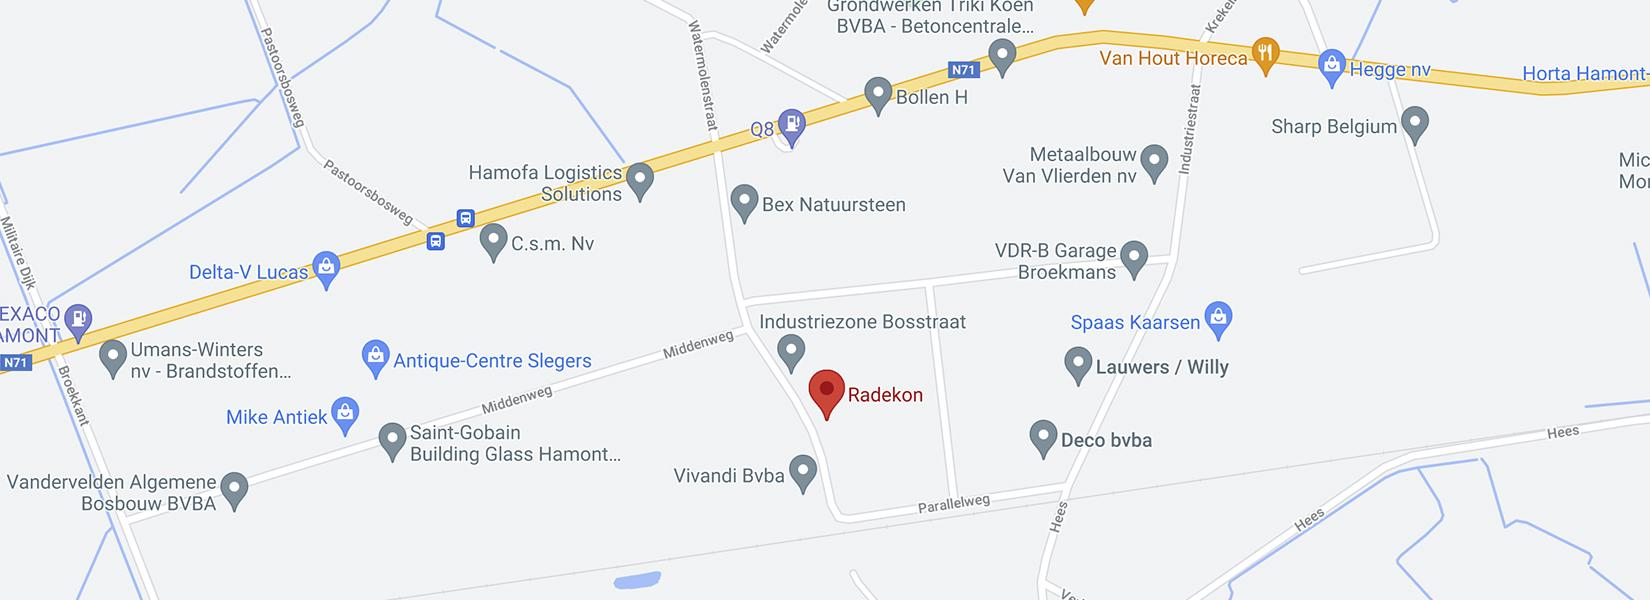 Grondwerken Triki Koen
BVBA - Betoncentrale...
Watermolenstraat
Pastoorsbosweg
Van Hout Horeca
Hegge nv
Horta Hamont-
N71
Bollen H
Q8
Sharp Belgium
Industriestraat
Metaalbouw
Van Vlierden nv
Hamofa Logistics
Solutions
Pastoorsbosweg
Bex Natuursteen
C.s.m. Nv
VDR-B Garage
Broekmans
Militaire Dijk
Delta-V Lucas
EXACO
AMONT
Industriezone Bosstraat
Spaas Kaarsen
Umans-Winters
nv - Brandstoffen...
N71
Middenweg
Antique-Centre Slegers
Lauwers / Willy
Radekon
Broekkant
Middenweg
Mike Antiek
Saint-Gobain
Building Glass Hamont...
Deco bvba
Hees
Vivandi Bvba
Vandervelden Algemene
Bosbouw BVBA
Parallelweg
Hees
Hees